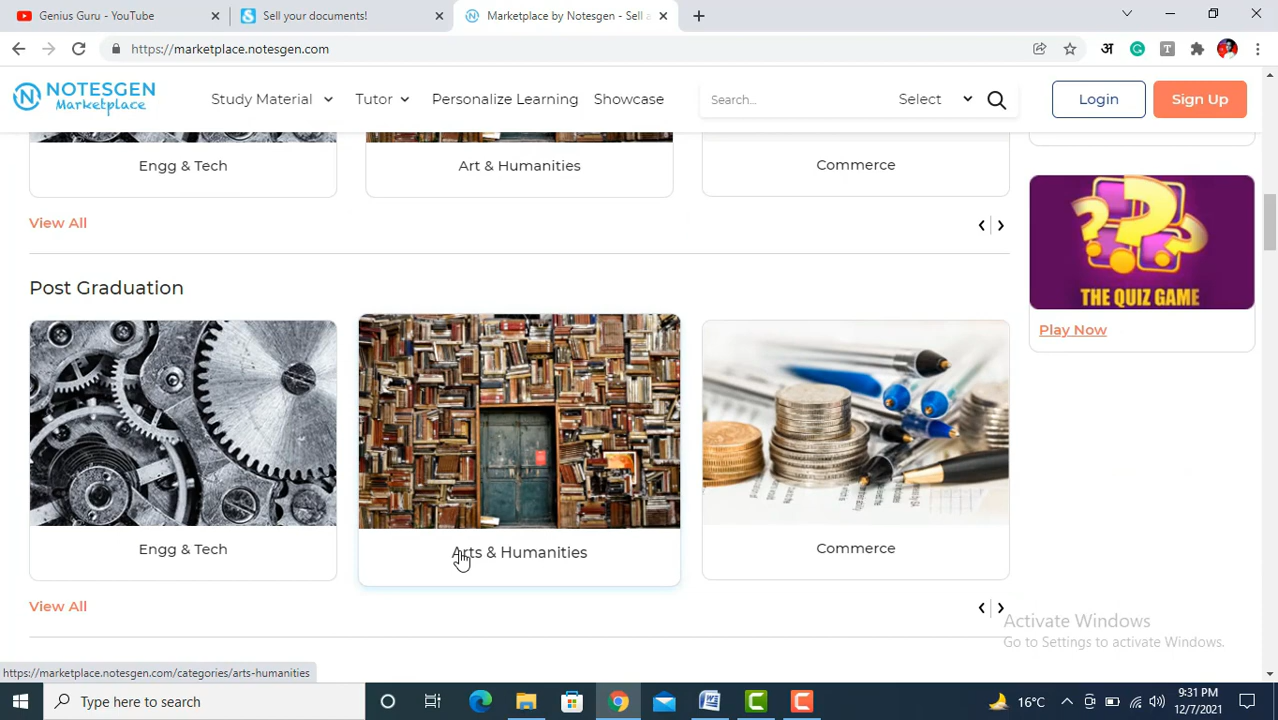 Genius Guru - YouTube
Sell your documents!
Marketplace by Notesgen - Sell a
https://marketplace.notesgen.com
अ
T
NOTESGEN
Marketplace
Study Material
Tutor
Personalize Learning
Showcase
Search...
Select
Login
Sign Up
Engg & Tech
Art & Humanities
Commerce
View All
THE QUIZ GAME
Play Now
Post Graduation
Engg & Tech
Arts & Humanities
Commerce
View All
Activate Windows
Go to Settings to activate Windows.
https://marketplace.notesgen.com/categories/arts-humanities
Type here to search
16°C
9:31 PM
12/7/2021